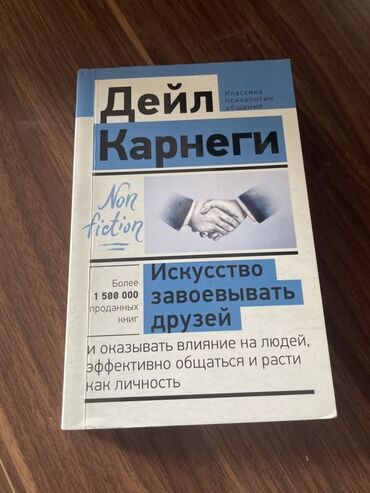 Дейл
Классика
психологии
общения
Карнеги
Non
fiction
Более
1 500 000
проданных
книг
Искусство
завоевывать
друзей
и оказывать влияние на людей,
эффективно общаться и расти
как личность